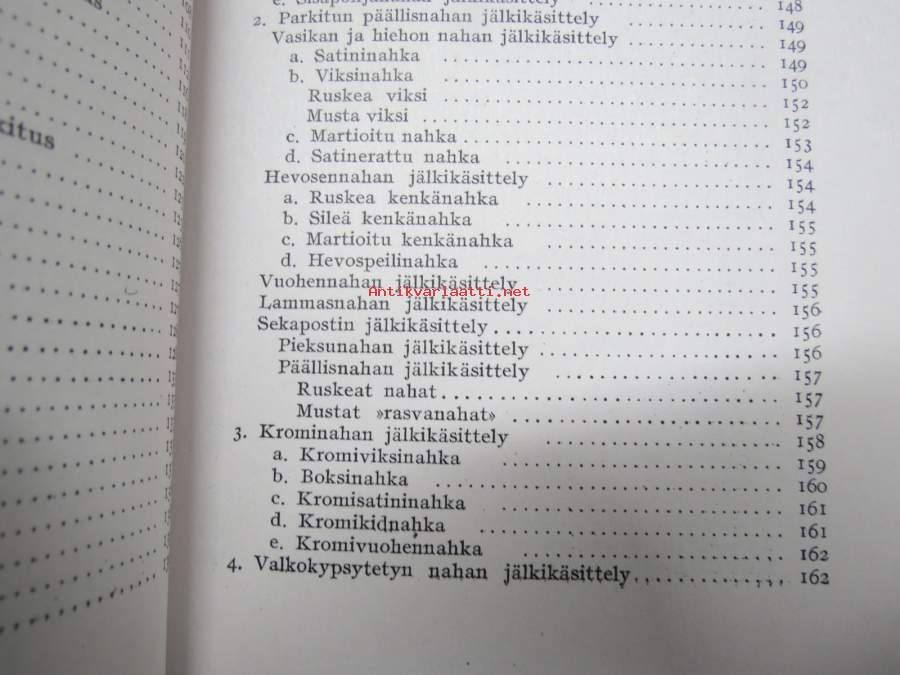 148
2. Parkitun päällisnahan jälkikäsittely 149
Vasikan ja hiehon nahan jälkikäsittely 149
a. Satininahka 149
b. Viksinahka 150
Ruskea viksi 152
Musta viksi 152
c. Martioitu nahka 153
d. Satinerattu nahka 154
Hevosennahan jälkikäsittely 154
a. Ruskea kenkänahka 154
b. Sileä kenkänahka 155
c. Martioitu kenkänahka 155
d. Hevospeilinahka 155
Vuohennahan jälkikäsittely 155
Antikvariaatti.net
Lammasnahan jälkikäsittely 156
Sekapostin jälkikäsittely 156
Pieksunahan jälkikäsittely 156
Päällisnahan jälkikäsittely 157
Ruskeat nahat 157
Mustat »rasvanahat» 157
3. Krominahan jälkikäsittely 158
a. Kromiviksinahka 159
b. Boksinahka 160
c. Kromisatininahka 161
d. Kromikidnahka 161
e. Kromivuohennahka 162
4. Valkokypsytetyn nahan jälkikäsittely 162
kitus